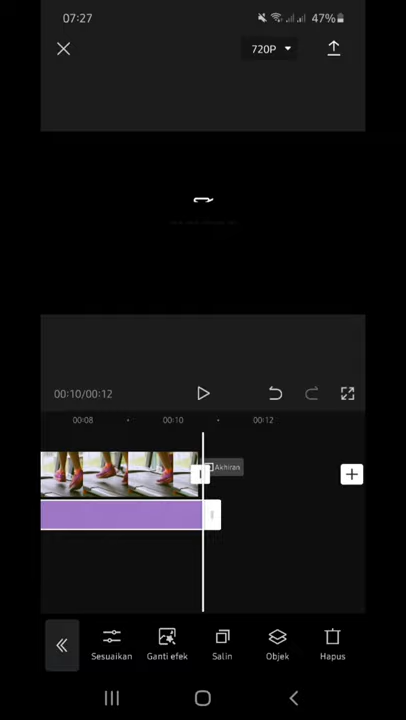 07:27 47%
720P
00:10/00:12
00:08 00:10 00:12
Akhiran
Sesuaikan Ganti efek Salin Objek Hapus